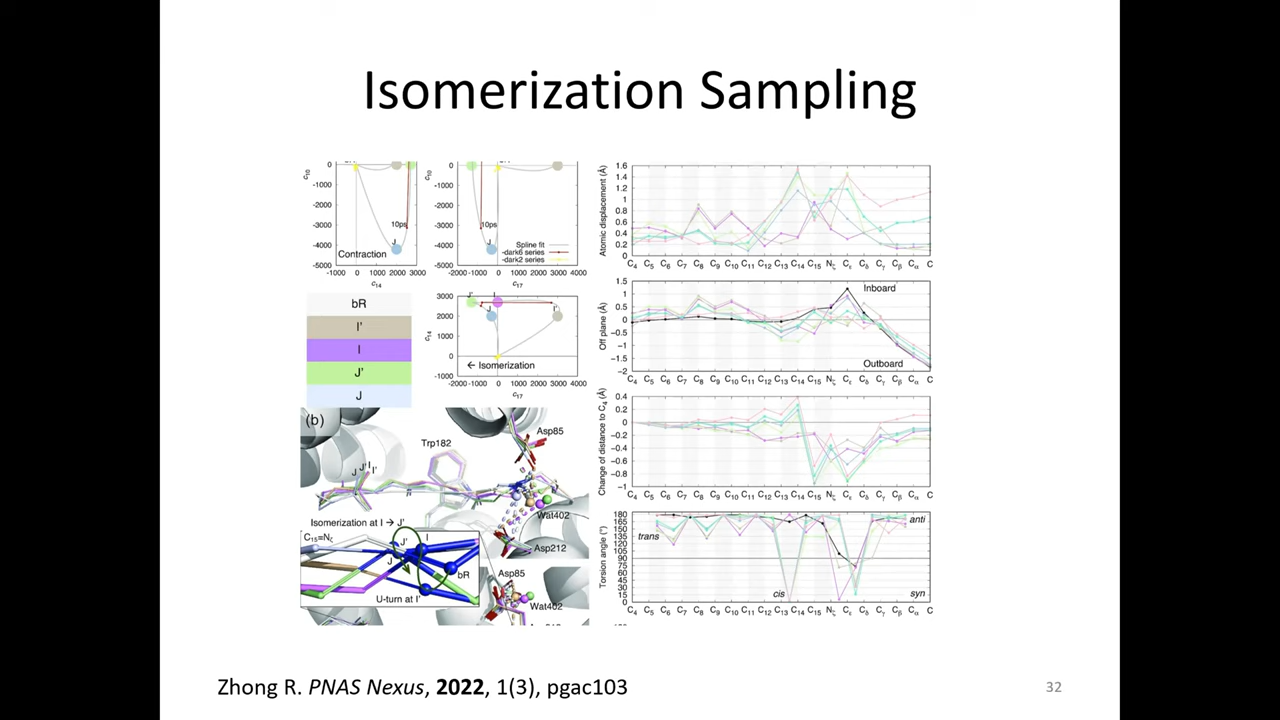 Isomerization Sampling
c10
0
-1000
-2000
-3000
-4000
-5000
10ps
J
Contraction
-1000 0 1000 2000 3000
c14
c10
0
-1000
-2000
-3000
-4000
-5000
10ps
J
Spline fit
-dark6 series
-dark2 series
-2000 -1000 0 1000 2000 3000 4000
c17
bR
I'
I
J'
J
c14
3000
2000
1000
0
-1000
J' I I'
J
← Isomerization
-2000 -1000 0 1000 2000 3000 4000
c17
(b)
Asp85
Trp182
J J' I I'
Wat402
Asp212
Isomerization at I → J'
C15=Nζ
J' I
J
bR
U-turn at I'
Asp85
Wat402
Atomic displacement (Å)
1.6
1.4
1.2
1
0.8
0.6
0.4
0.2
0
C4 C5 C6 C7 C8 C9 C10 C11 C12 C13 C14 C15 Nζ Cε Cδ Cγ Cβ Cα C
Off plane (Å)
1.5
1
0.5
0
−0.5
−1
−1.5
−2
Inboard
Outboard
C4 C5 C6 C7 C8 C9 C10 C11 C12 C13 C14 C15 Nζ Cε Cδ Cγ Cβ Cα C
Change of distance to C4 (Å)
0.4
0.2
0
−0.2
−0.4
−0.6
−0.8
−1
C4 C5 C6 C7 C8 C9 C10 C11 C12 C13 C14 C15 Nζ Cε Cδ Cγ Cβ Cα C
Torsion angle (°)
180
165
150
135
120
105
90
75
60
45
30
15
0
trans
anti
cis
syn
C4 C5 C6 C7 C8 C9 C10 C11 C12 C13 C14 C15 Nζ Cε Cδ Cγ Cβ Cα C
Zhong R. PNAS Nexus, 2022, 1(3), pgac103
32